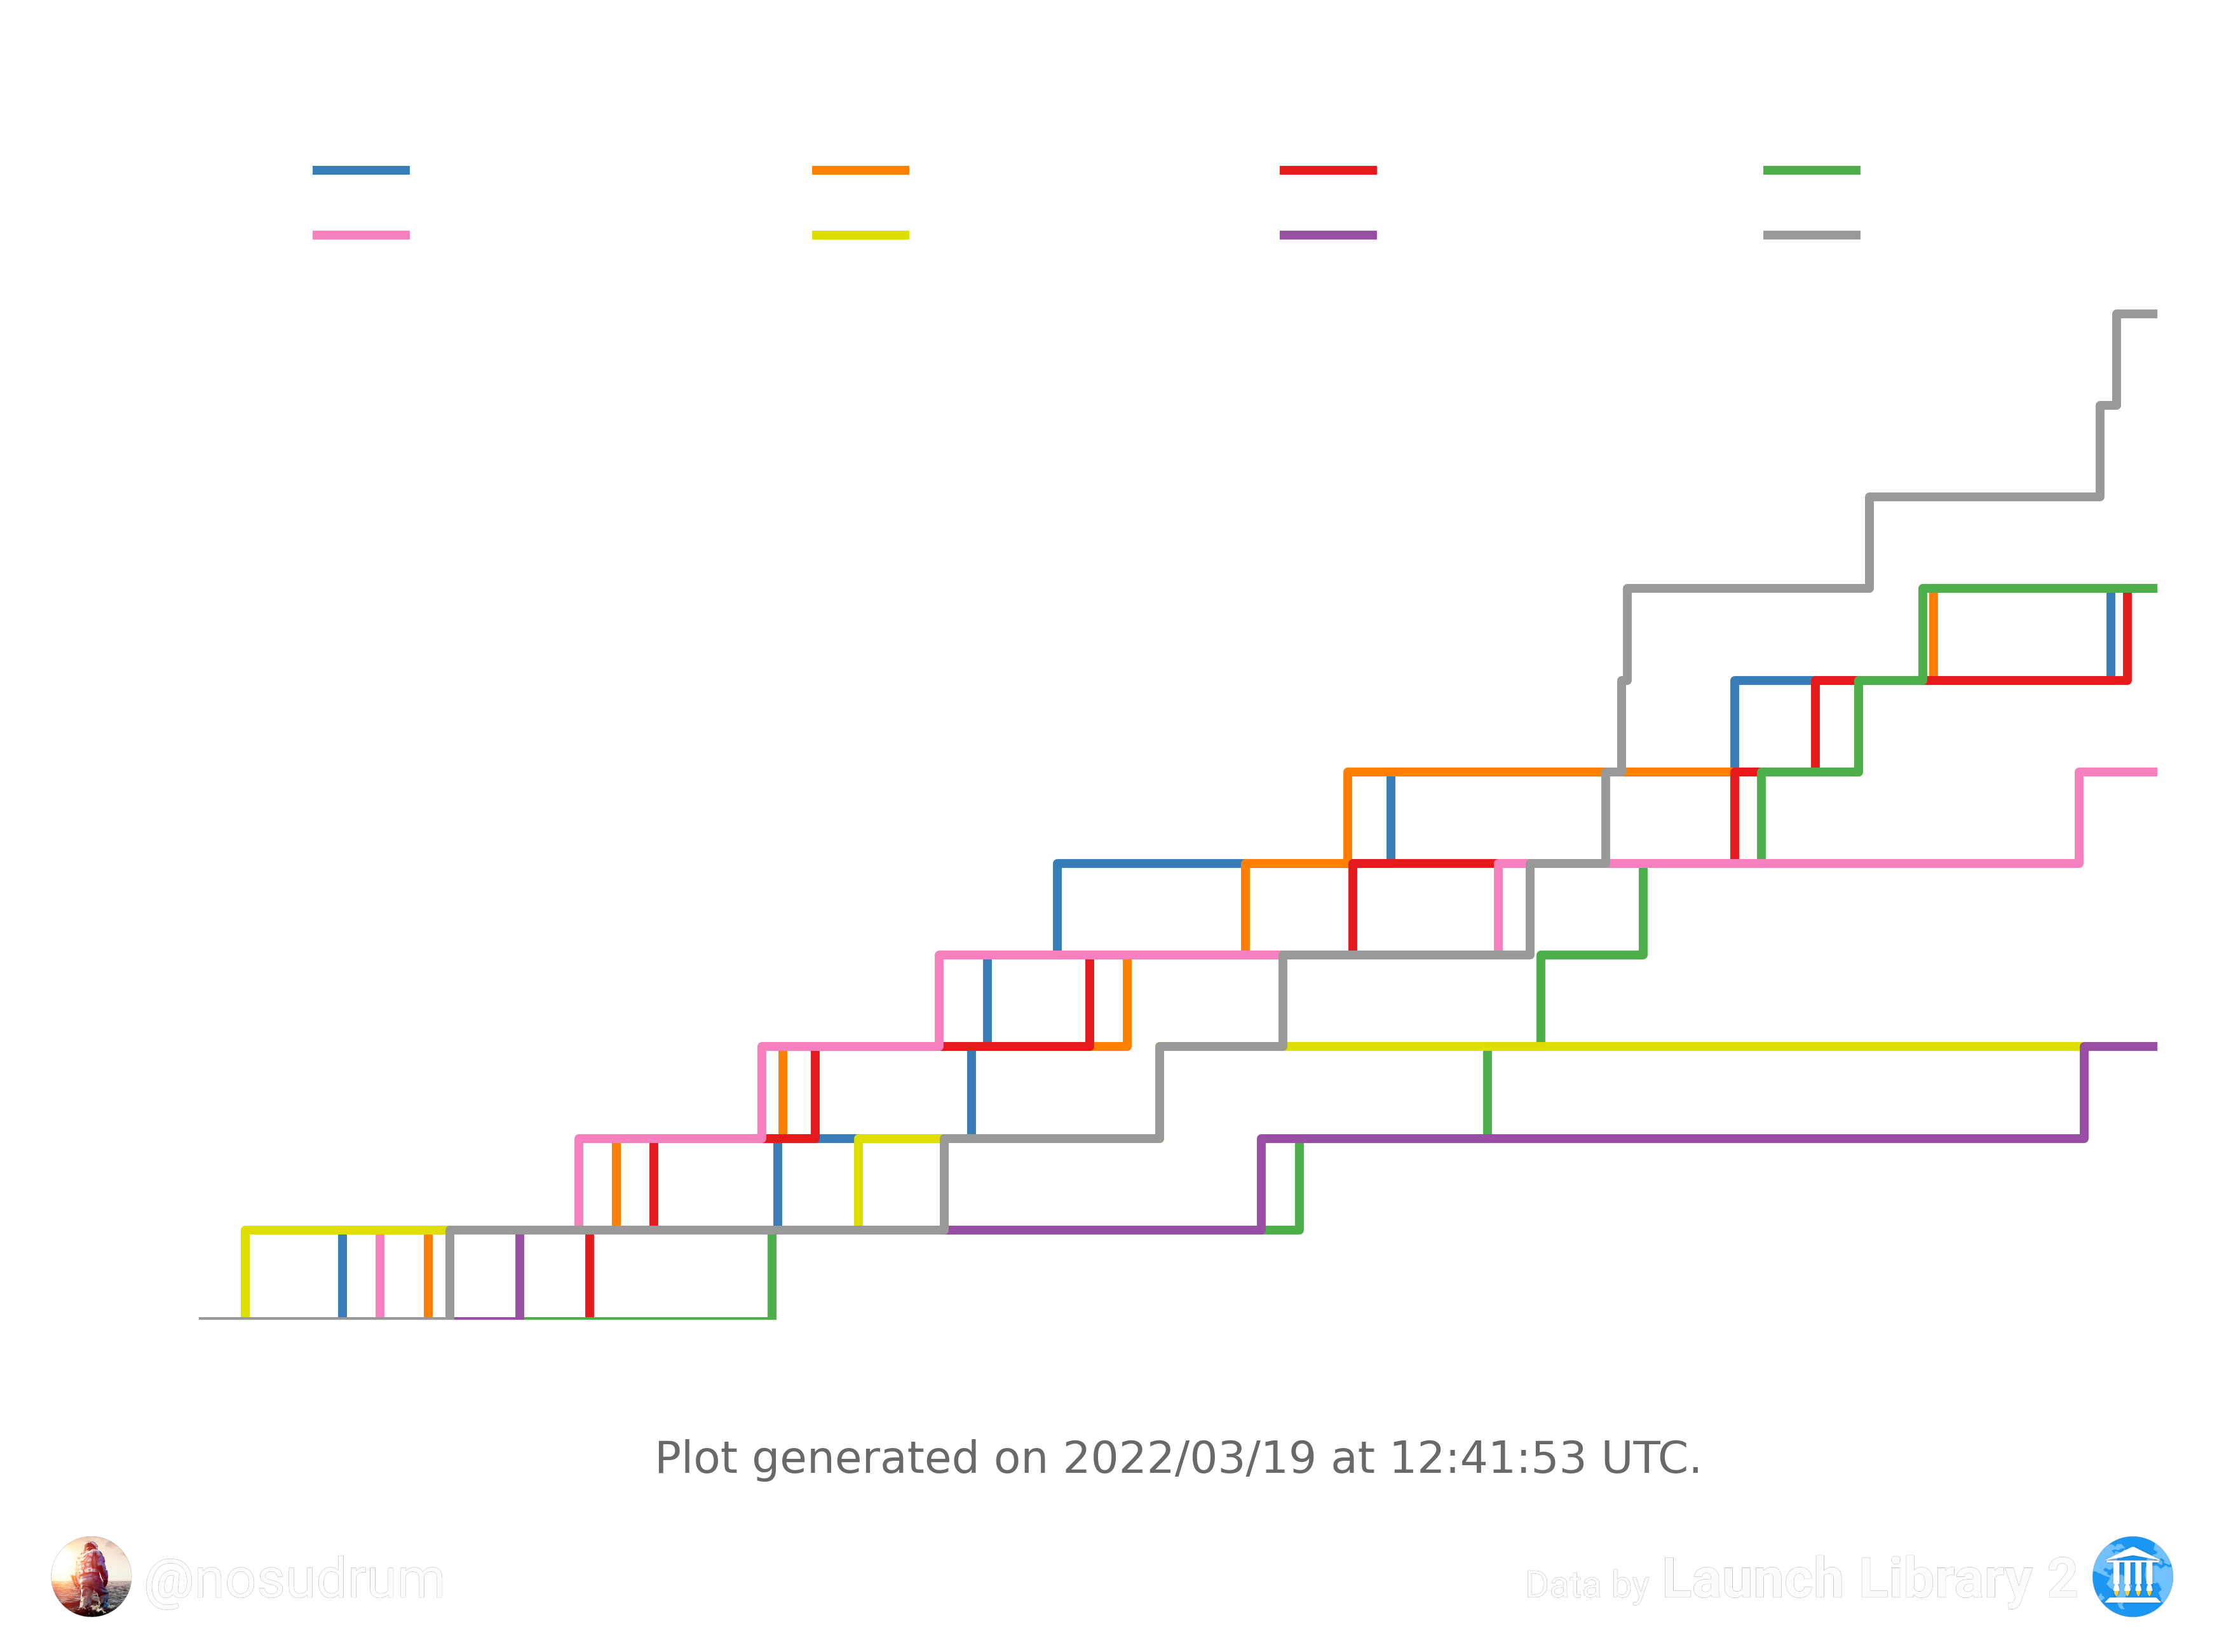 Plot generated on 2022/03/19 at 12:41:53 UTC.
@nosudrum
Data by Launch Library 2